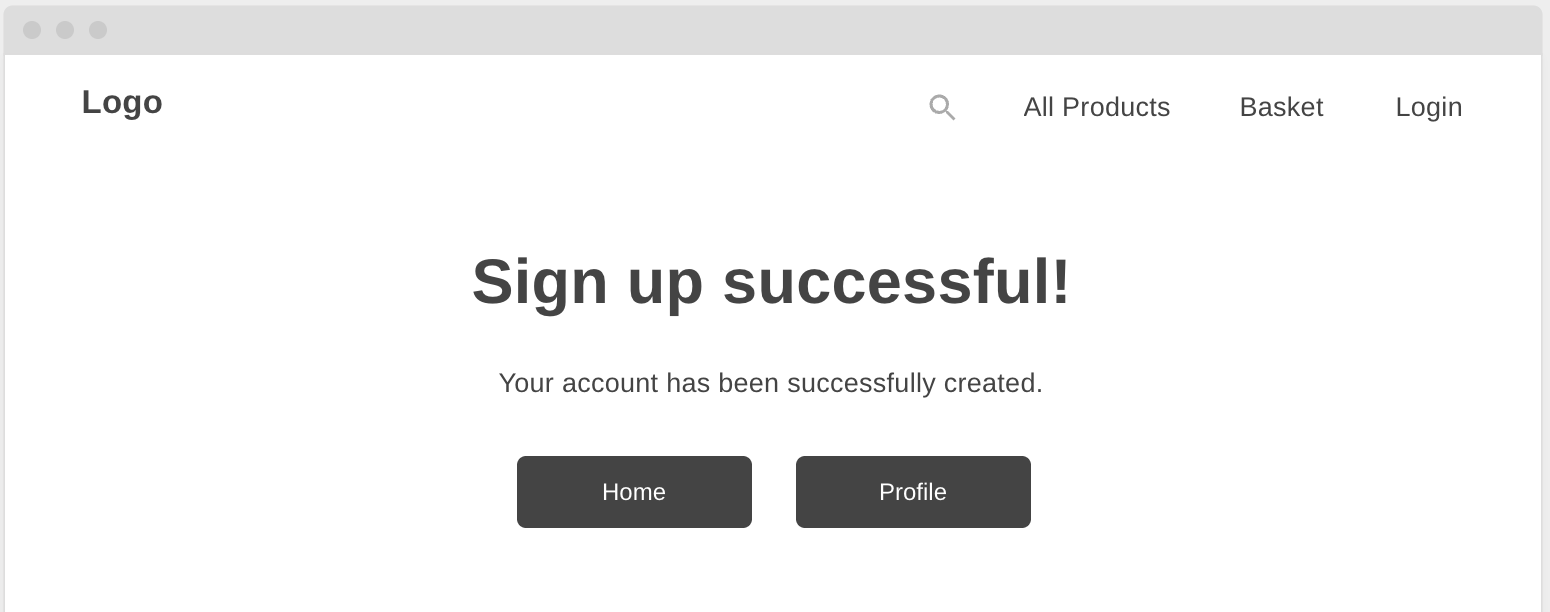 Logo
All Products Basket Login
Sign up successful!
Your account has been successfully created.
Home Profile